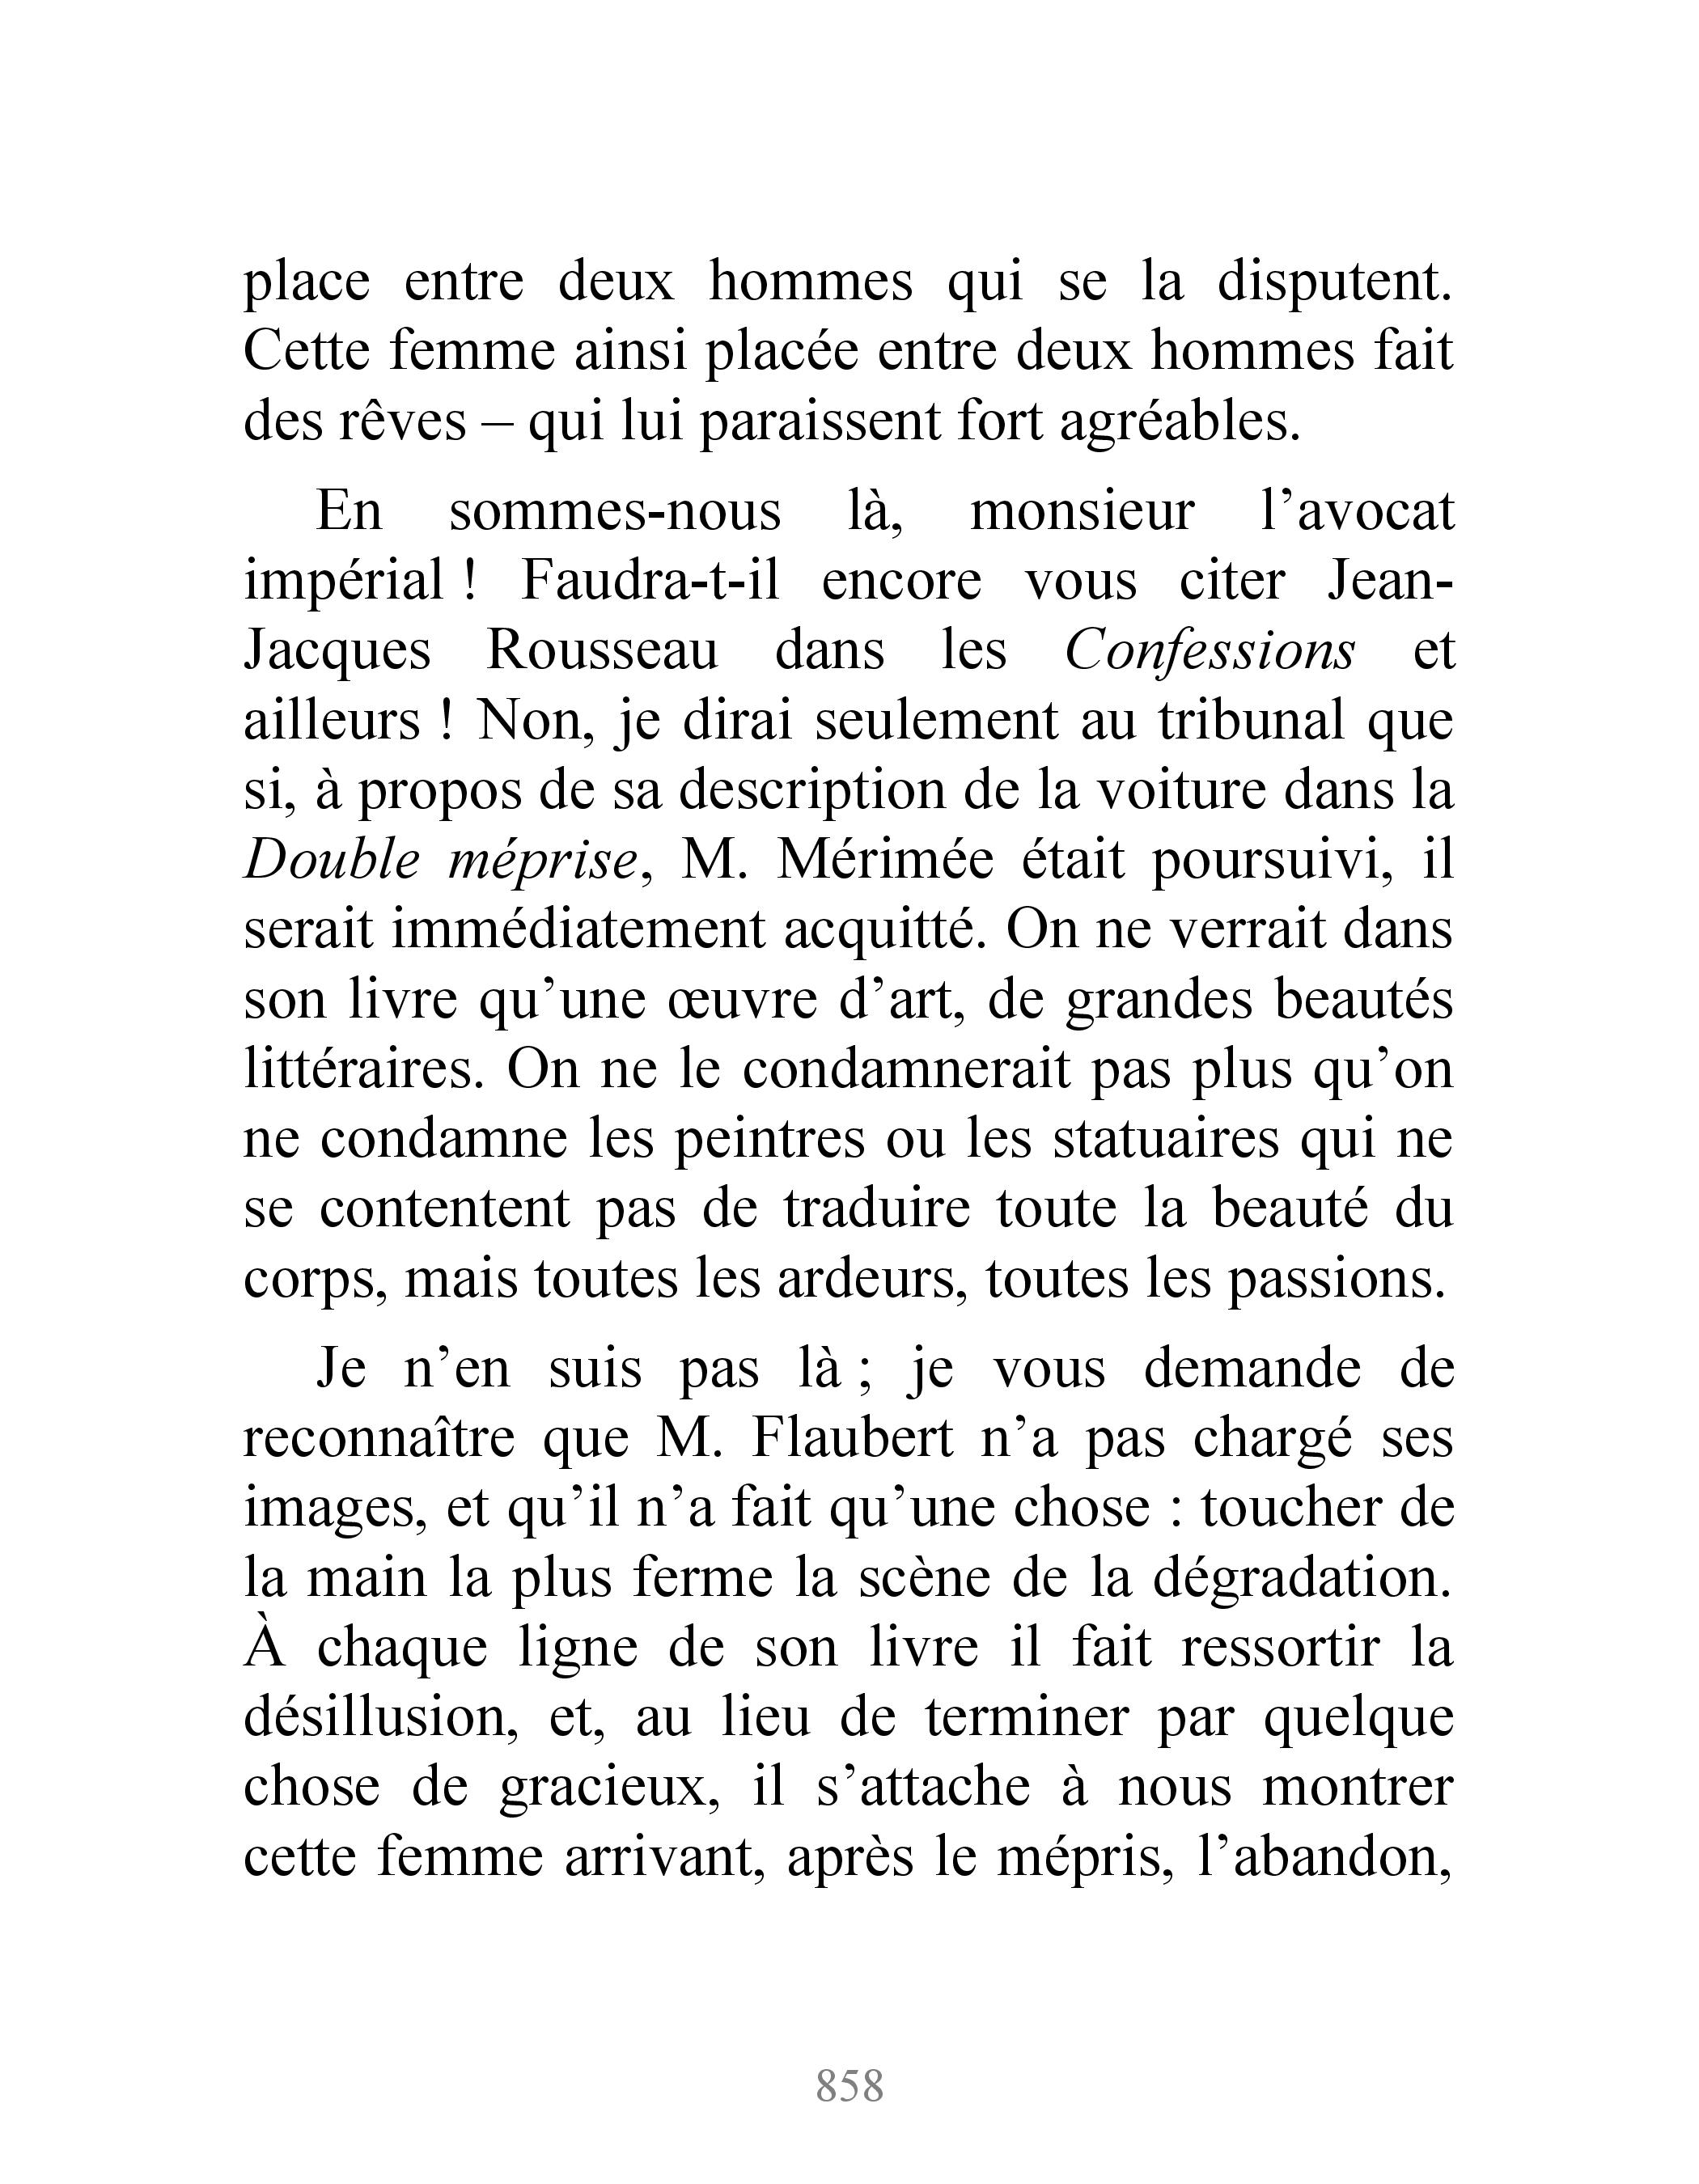 place entre deux hommes qui se la disputent.
Cette femme ainsi placée entre deux hommes fait
des rêves – qui lui paraissent fort agréables.
En sommes-nous là, monsieur l’avocat
impérial ! Faudra-t-il encore vous citer Jean-
Jacques Rousseau dans les Confessions et
ailleurs ! Non, je dirai seulement au tribunal que
si, à propos de sa description de la voiture dans la
Double méprise, M. Mérimée était poursuivi, il
serait immédiatement acquitté. On ne verrait dans
son livre qu’une œuvre d’art, de grandes beautés
littéraires. On ne le condamnerait pas plus qu’on
ne condamne les peintres ou les statuaires qui ne
se contentent pas de traduire toute la beauté du
corps, mais toutes les ardeurs, toutes les passions.
Je n’en suis pas là ; je vous demande de
reconnaître que M. Flaubert n’a pas chargé ses
images, et qu’il n’a fait qu’une chose : toucher de
la main la plus ferme la scène de la dégradation.
À chaque ligne de son livre il fait ressortir la
désillusion, et, au lieu de terminer par quelque
chose de gracieux, il s’attache à nous montrer
cette femme arrivant, après le mépris, l’abandon,
858